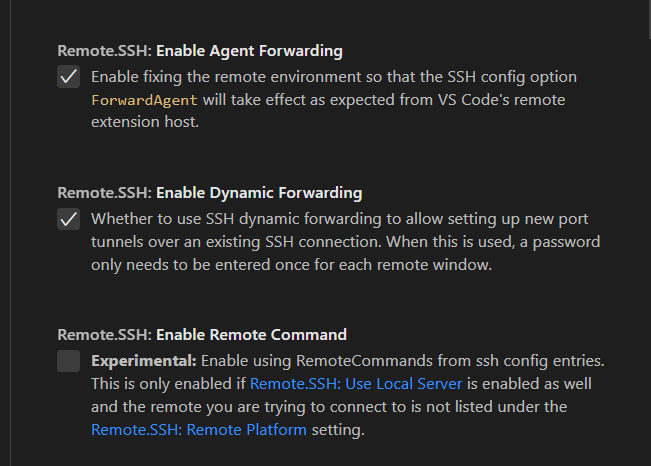 Remote.SSH: Enable Agent Forwarding
Enable fixing the remote environment so that the SSH config option
ForwardAgent will take effect as expected from VS Code's remote
extension host.
Remote.SSH: Enable Dynamic Forwarding
Whether to use SSH dynamic forwarding to allow setting up new port
tunnels over an existing SSH connection. When this is used, a password
only needs to be entered once for each remote window.
Remote.SSH: Enable Remote Command
Experimental: Enable using RemoteCommands from ssh config entries.
This is only enabled if Remote.SSH: Use Local Server is enabled as well
and the remote you are trying to connect to is not listed under the
Remote.SSH: Remote Platform setting.